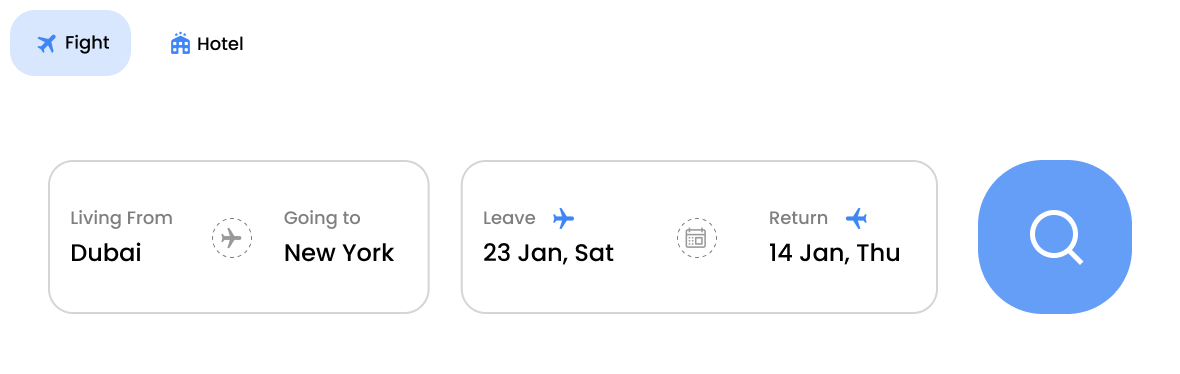 Fight
Hotel
Living From
Dubai
Going to
New York
Leave
23 Jan, Sat
Return
14 Jan, Thu